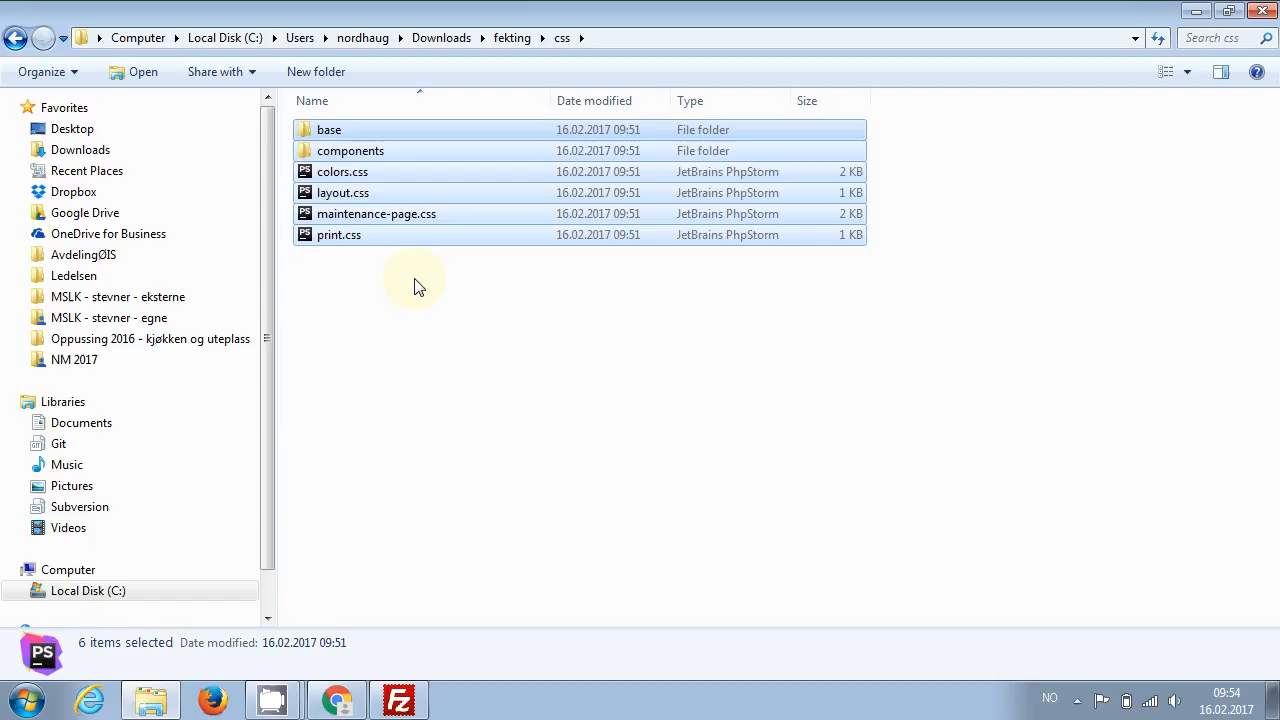 Computer Local Disk (C:) Users nordhaug Downloads fekting css Search css
Organize Open Share with New folder
Favorites
Desktop
Downloads
Recent Places
Dropbox
Google Drive
OneDrive for Business
AvdelingØIS
Ledelsen
MSLK - stevner - eksterne
MSLK - stevner - egne
Oppussing 2016 - kjøkken og uteplass
NM 2017
Libraries
Documents
Git
Music
Pictures
Subversion
Videos
Computer
Local Disk (C:)
Name Date modified Type Size
base 16.02.2017 09:51 File folder
components 16.02.2017 09:51 File folder
PS colors.css 16.02.2017 09:51 JetBrains PhpStorm 2 KB
PS layout.css 16.02.2017 09:51 JetBrains PhpStorm 1 KB
PS maintenance-page.css 16.02.2017 09:51 JetBrains PhpStorm 2 KB
PS print.css 16.02.2017 09:51 JetBrains PhpStorm 1 KB
PS 6 items selected Date modified: 16.02.2017 09:51
FZ NO 09:54
16.02.2017